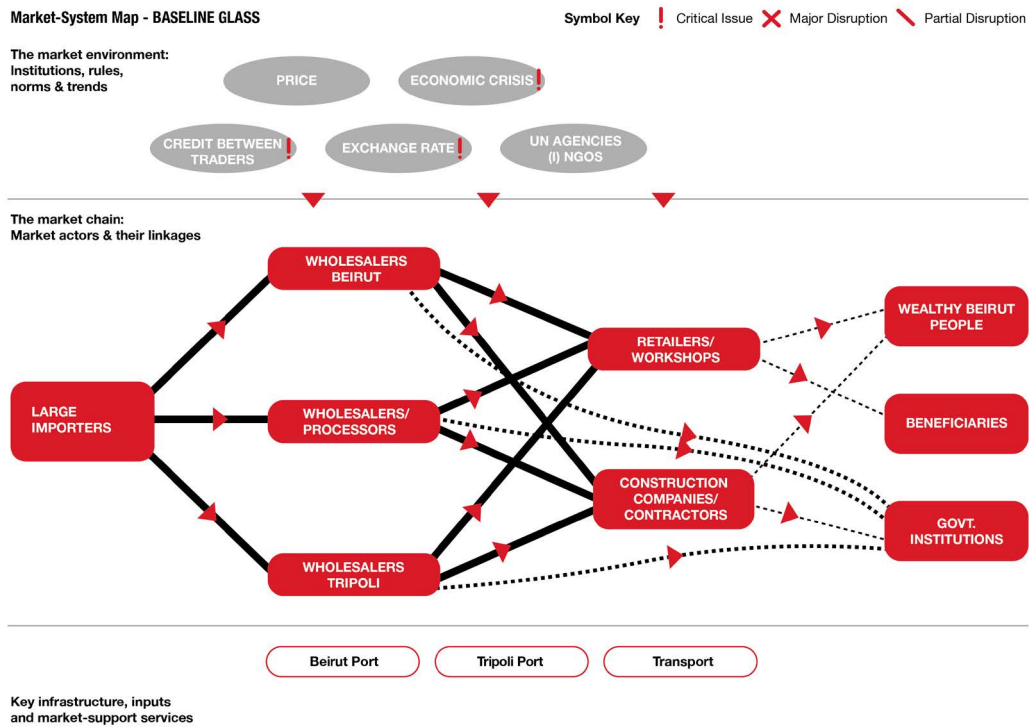 Market-System Map - BASELINE GLASS
Symbol Key
Critical Issue
Major Disruption
Partial Disruption
The market environment:
Institutions, rules,
norms & trends
PRICE
ECONOMIC CRISIS
CREDIT BETWEEN
TRADERS
EXCHANGE RATE
UN AGENCIES
(I) NGOS
The market chain:
Market actors & their linkages
WHOLESALERS
BEIRUT
WEALTHY BEIRUT
PEOPLE
RETAILERS/
WORKSHOPS
LARGE
IMPORTERS
WHOLESALERS/
PROCESSORS
BENEFICIARIES
CONSTRUCTION
COMPANIES/
CONTRACTORS
GOVT.
INSTITUTIONS
WHOLESALERS
TRIPOLI
Beirut Port
Tripoli Port
Transport
Key infrastructure, inputs
and market-support services